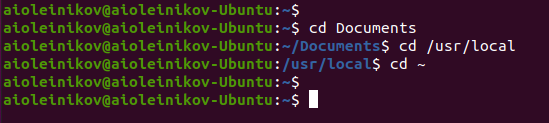 aioleinikov@aioleinikov-Ubuntu:~$
aioleinikov@aioleinikov-Ubuntu:~$ cd Documents
aioleinikov@aioleinikov-Ubuntu:~/Documents$ cd /usr/local
aioleinikov@aioleinikov-Ubuntu:/usr/local$ cd ~
aioleinikov@aioleinikov-Ubuntu:~$
aioleinikov@aioleinikov-Ubuntu:~$